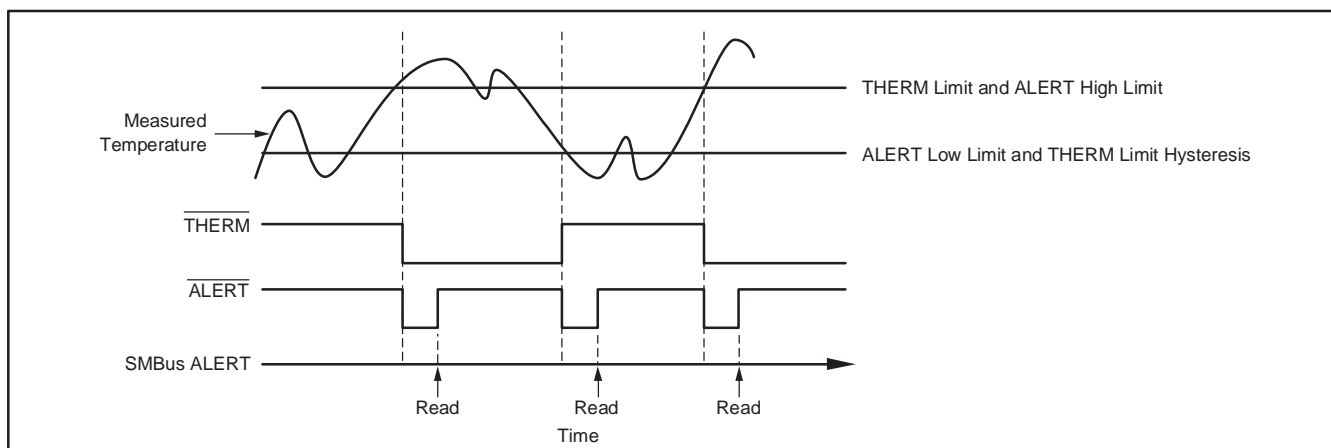 THERM Limit and ALERT High Limit
Measured
Temperature
ALERT Low Limit and THERM Limit Hysteresis
THERM
ALERT
SMBus ALERT
Read
Read
Read
Time